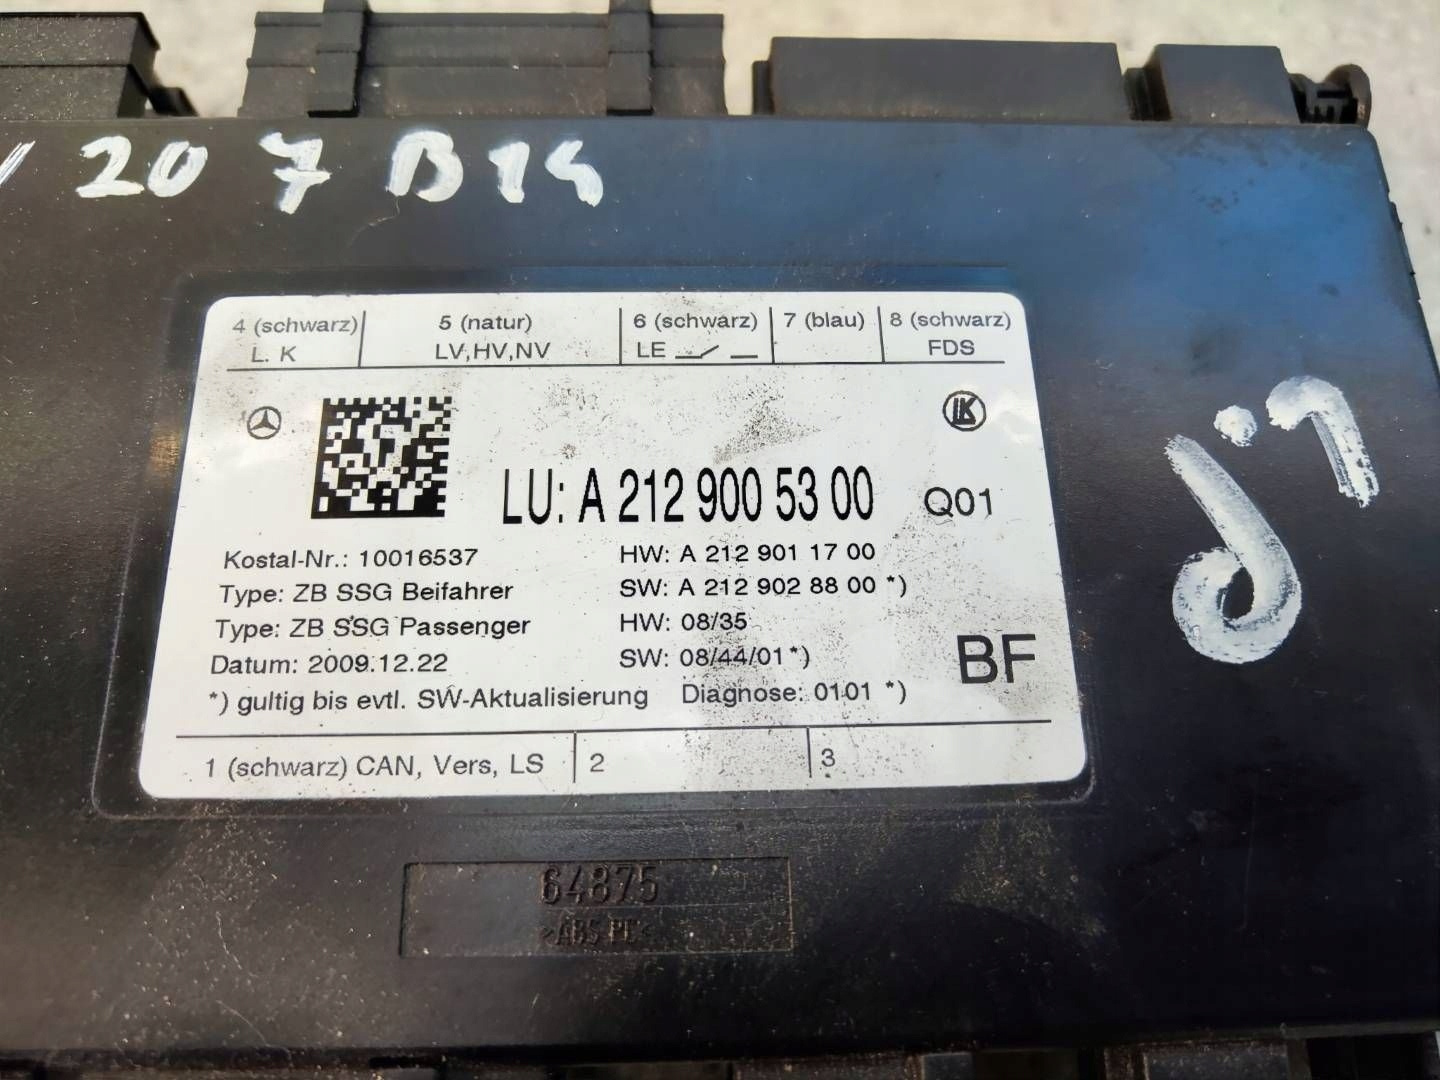 207 B14
4 (schwarz) 5 (natur) 6 (schwarz) 7 (blau) 8 (schwarz)
L. K LV,HV,NV LE FDS
LK
LU: A 212 900 53 00 Q01
Kostal-Nr.: 10016537 HW: A 212 901 17 00
Type: ZB SSG Beifahrer SW: A 212 902 88 00 *)
Type: ZB SSG Passenger HW: 08/35
Datum: 2009.12.22 SW: 08/44/01 *)
BF
*) gultig bis evtl. SW-Aktualisierung Diagnose: 0101 *)
1 (schwarz) CAN, Vers, LS 2 3
64875